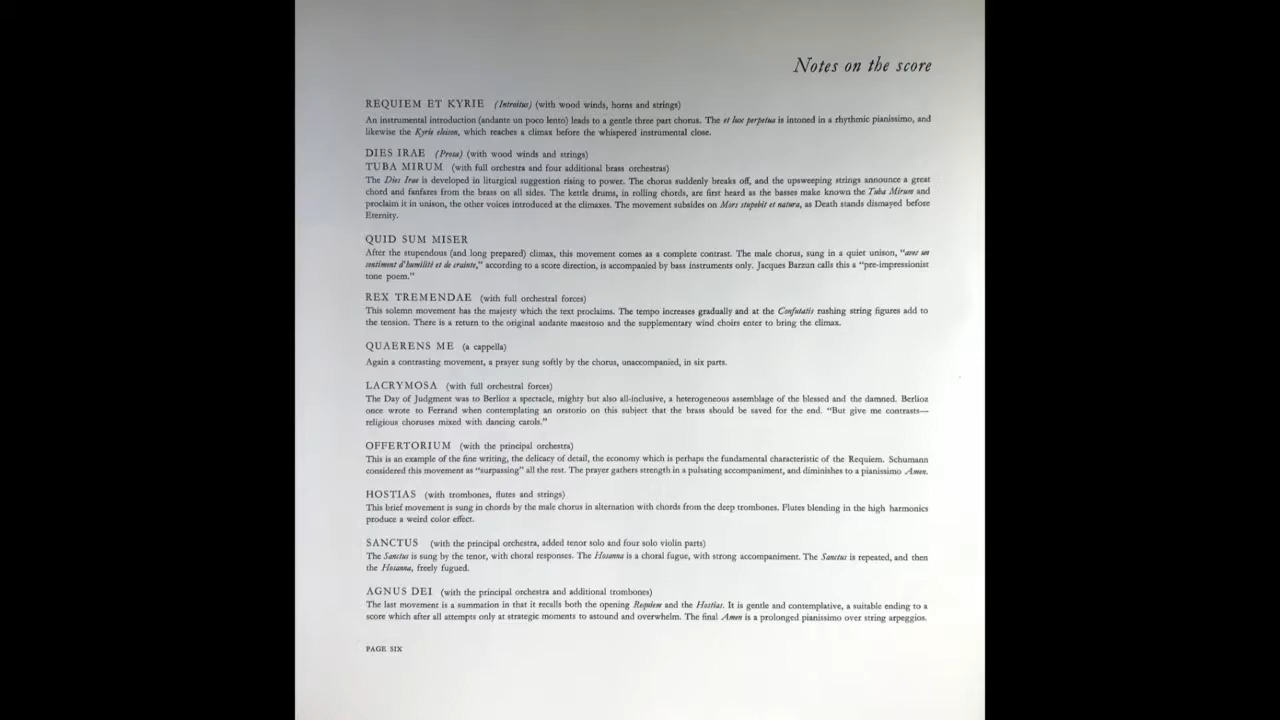 Notes on the score
REQUIEM ET KYRIE (Introitus) (with wood winds, horns and strings)
An instrumental introduction (andante un poco lento) leads to a gentle three part chorus. The et lux perpetua is intoned in a rhythmic pianissimo, and
likewise the Kyrie eleison, which reaches a climax before the whispered instrumental close.
DIES IRAE (Prosa) (with wood winds and strings)
TUBA MIRUM (with full orchestra and four additional brass orchestras)
The Dies Irae is developed in liturgical suggestion rising to power. The chorus suddenly breaks off, and the upsweeping strings announce a great
chord and fanfares from the brass on all sides. The kettle drums, in rolling chords, are first heard as the basses make known the Tuba Mirum and
proclaim it in unison, the other voices introduced at the climaxes. The movement subsides on Mors stupebit et natura, as Death stands dismayed before
Eternity.
QUID SUM MISER
After the stupendous (and long prepared) climax, this movement comes as a complete contrast. The male chorus, sung in a quiet unison, "avec un
sentiment d'humilité et de crainte," according to a score direction, is accompanied by bass instruments only. Jacques Barzun calls this a "pre-impressionist
tone poem."
REX TREMENDAE (with full orchestral forces)
This solemn movement has the majesty which the text proclaims. The tempo increases gradually and at the Confutatis rushing string figures add to
the tension. There is a return to the original andante maestoso and the supplementary wind choirs enter to bring the climax.
QUAERENS ME (a cappella)
Again a contrasting movement, a prayer sung softly by the chorus, unaccompanied, in six parts.
LACRYMOSA (with full orchestral forces)
The Day of Judgment was to Berlioz a spectacle, mighty but also all-inclusive, a heterogeneous assemblage of the blessed and the damned. Berlioz
once wrote to Ferrand when contemplating an oratorio on this subject that the brass should be saved for the end. "But give me contrasts—
religious choruses mixed with dancing carols."
OFFERTORIUM (with the principal orchestra)
This is an example of the fine writing, the delicacy of detail, the economy which is perhaps the fundamental characteristic of the Requiem. Schumann
considered this movement as "surpassing" all the rest. The prayer gathers strength in a pulsating accompaniment, and diminishes to a pianissimo Amen.
HOSTIAS (with trombones, flutes and strings)
This brief movement is sung in chords by the male chorus in alternation with chords from the deep trombones. Flutes blending in the high harmonics
produce a weird color effect.
SANCTUS (with the principal orchestra, added tenor solo and four solo violin parts)
The Sanctus is sung by the tenor, with choral responses. The Hosanna is a choral fugue, with strong accompaniment. The Sanctus is repeated, and then
the Hosanna, freely fugued.
AGNUS DEI (with the principal orchestra and additional trombones)
The last movement is a summation in that it recalls both the opening Requiem and the Hostias. It is gentle and contemplative, a suitable ending to a
score which after all attempts only at strategic moments to astound and overwhelm. The final Amen is a prolonged pianissimo over string arpeggios.
PAGE SIX